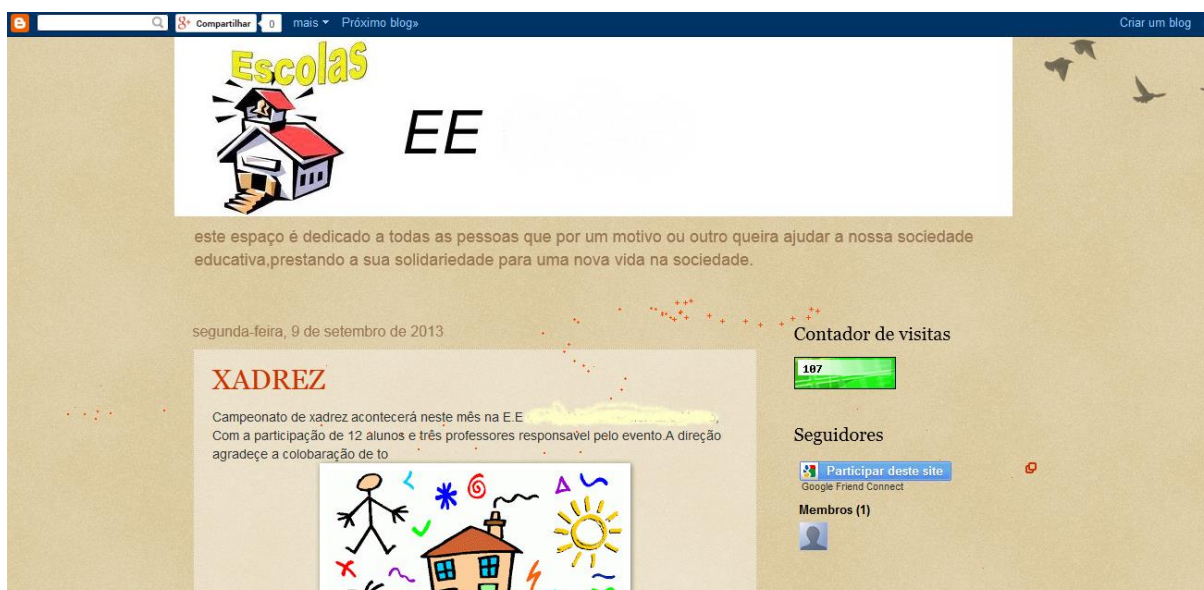 Compartilhar 0 mais Próximo blog» Criar um blog
Escolas
EE
este espaço é dedicado a todas as pessoas que por um motivo ou outro queira ajudar a nossa sociedade
educativa,prestando a sua solidariedade para uma nova vida na sociedade.
segunda-feira, 9 de setembro de 2013
XADREZ
Campeonato de xadrez acontecerá neste mês na E.E
Com a participação de 12 alunos e três professores responsavel pelo evento.A direção
agradeçe a colobaração de to
Contador de visitas
107
Seguidores
Participar deste site
Google Friend Connect
Membros (1)